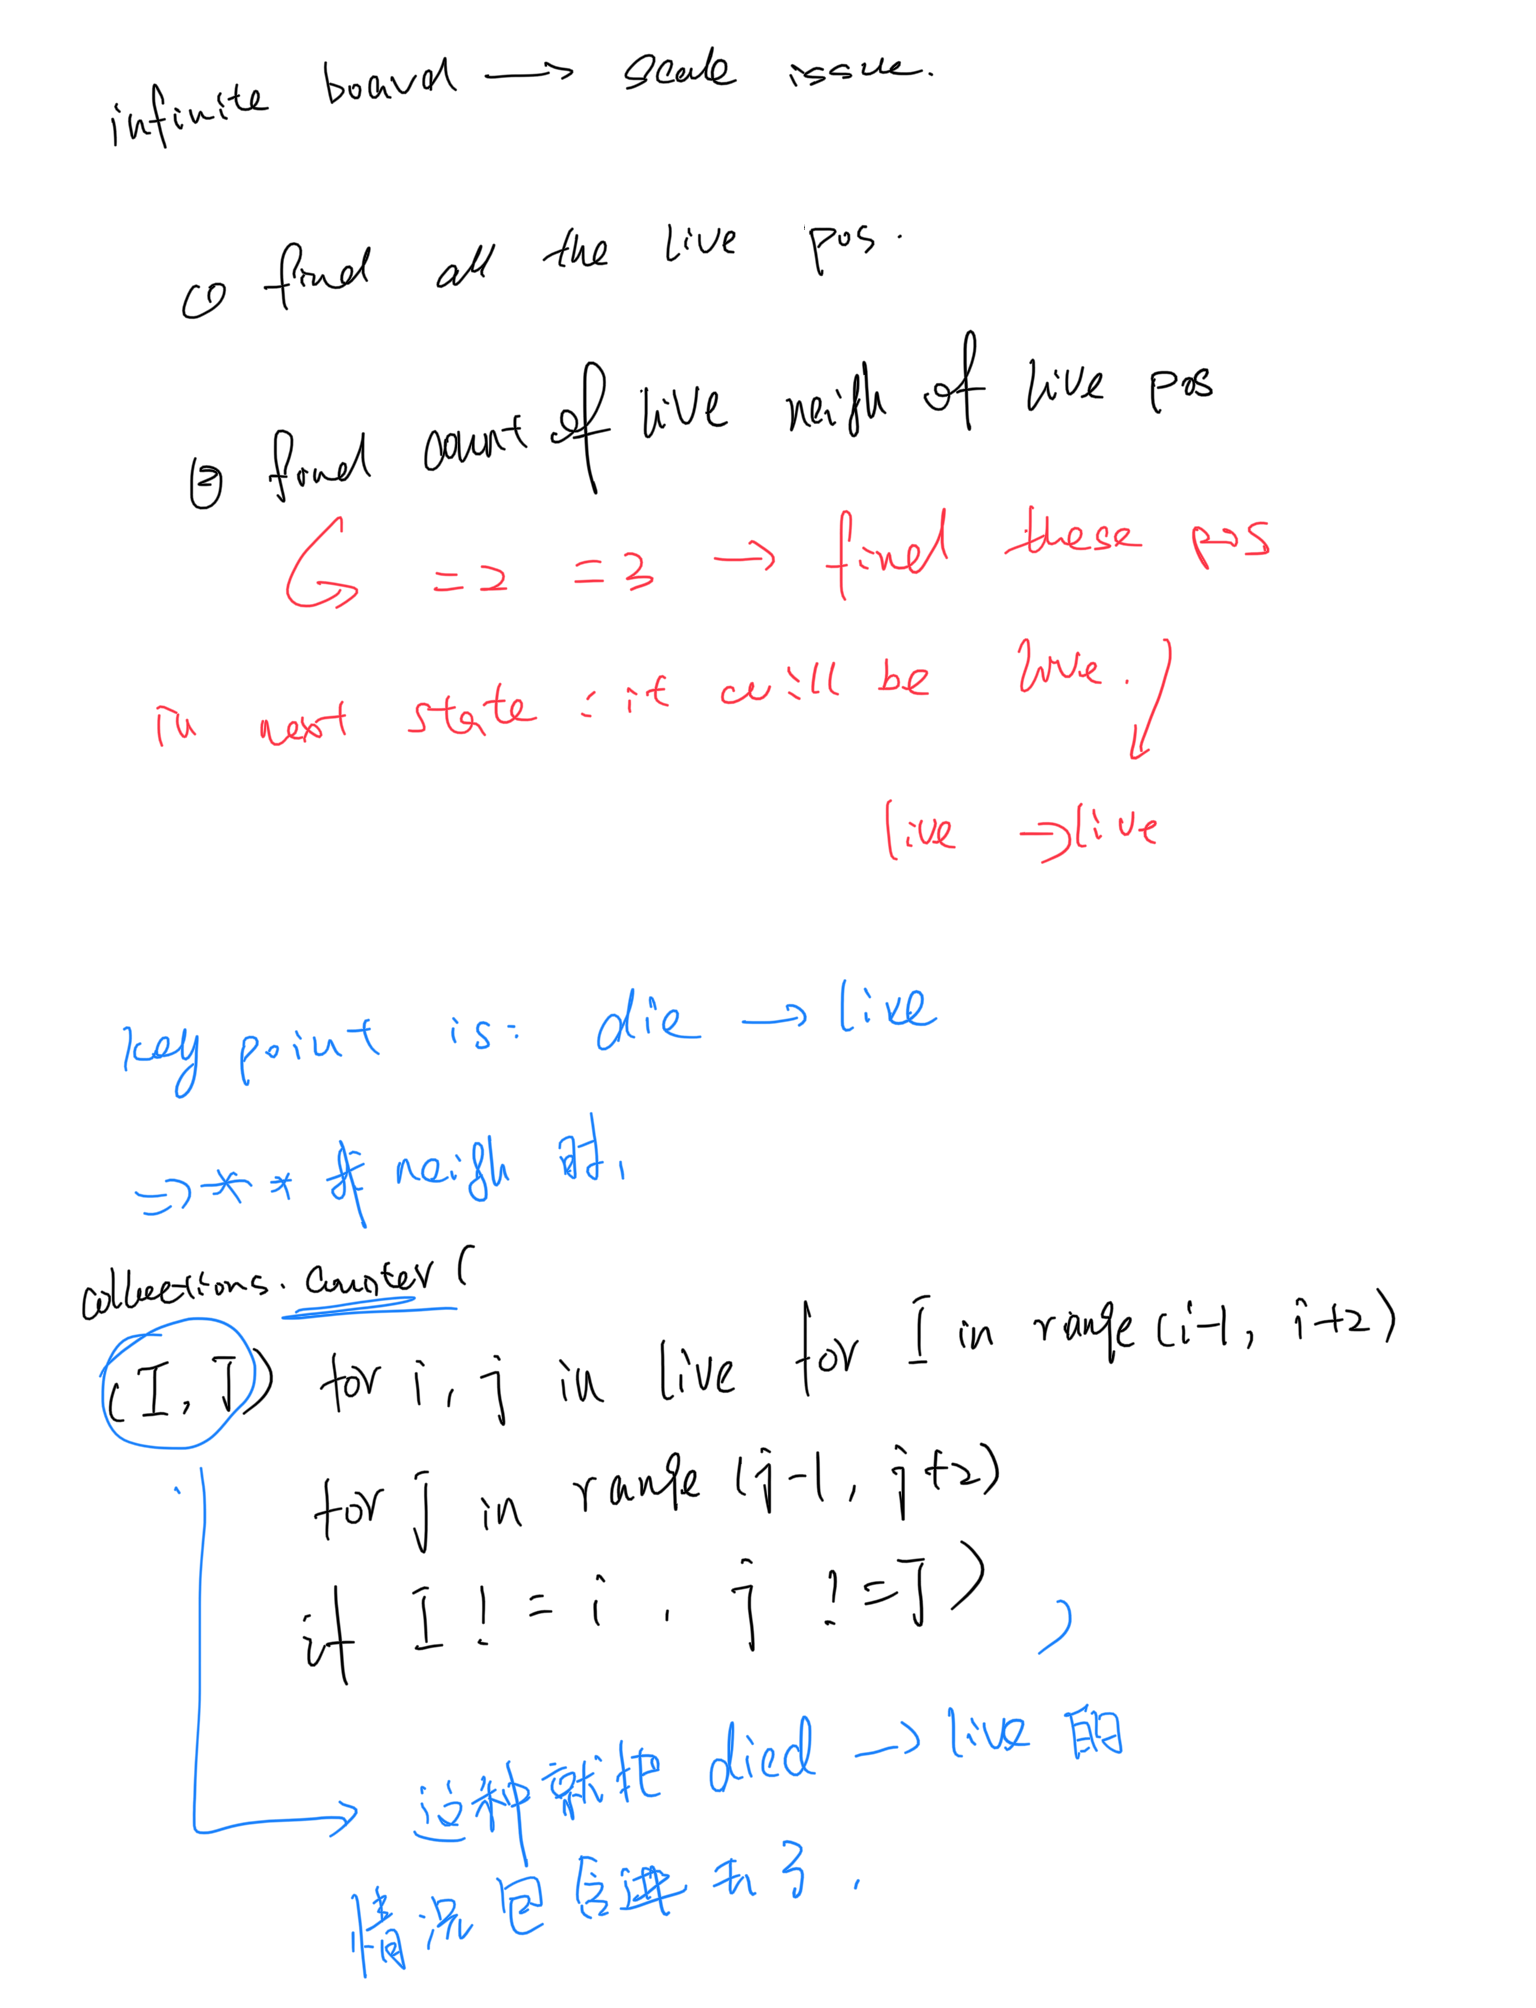 infinite board → scale issue.
① find all the live pos.
② find count of live neigh of live pos
=2 =3 → find these pos
in next state : it will be live.
live → live
key point is: die → live
⇒ * * 求 neigh 时,
collections. Counter (
(I, J) for i, j in live for I in range (i-1, i+2)
for J in range (j-1, j+2)
if I != i , j != J )
这种就把 died → live 的
情况包含进去了.